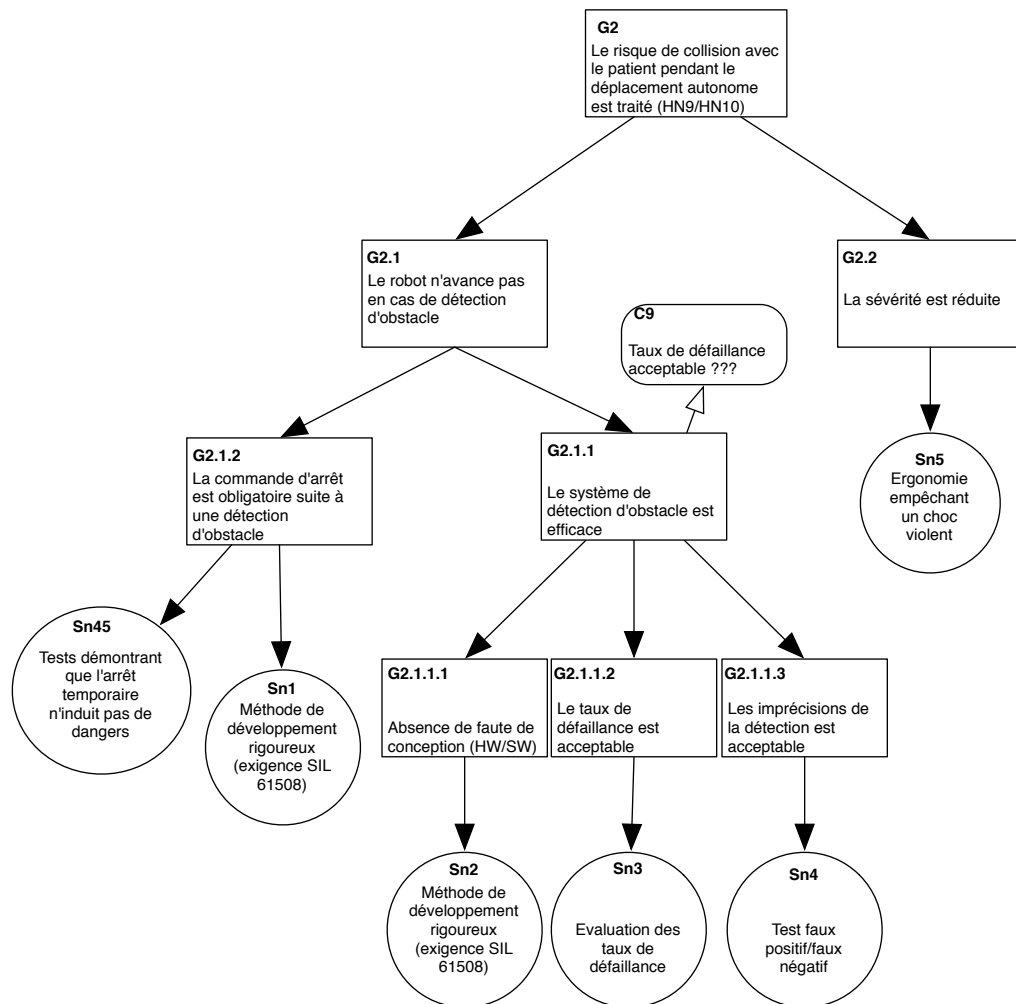 G2
Le risque de collision avec
le patient pendant le
déplacement autonome
est traité (HN9/HN10)
G2.1
Le robot n'avance pas
en cas de détection
d'obstacle
G2.2
La sévérité est réduite
C9
Taux de défaillance
acceptable ???
G2.1.2
La commande d'arrêt
est obligatoire suite à
une détection
d'obstacle
G2.1.1
Le système de
détection d'obstacle est
efficace
Sn5
Ergonomie
empêchant
un choc
violent
Sn45
Tests démontrant
que l'arrêt
temporaire
n'induit pas de
dangers
Sn1
Méthode de
développement
rigoureux
(exigence SIL
61508)
G2.1.1.1
Absence de faute de
conception (HW/SW)
G2.1.1.2
Le taux de
défaillance est
acceptable
G2.1.1.3
Les imprécisions de
la détection est
acceptable
Sn2
Méthode de
développement
rigoureux
(exigence SIL
61508)
Sn3
Evaluation des
taux de
défaillance
Sn4
Test faux
positif/faux
négatif